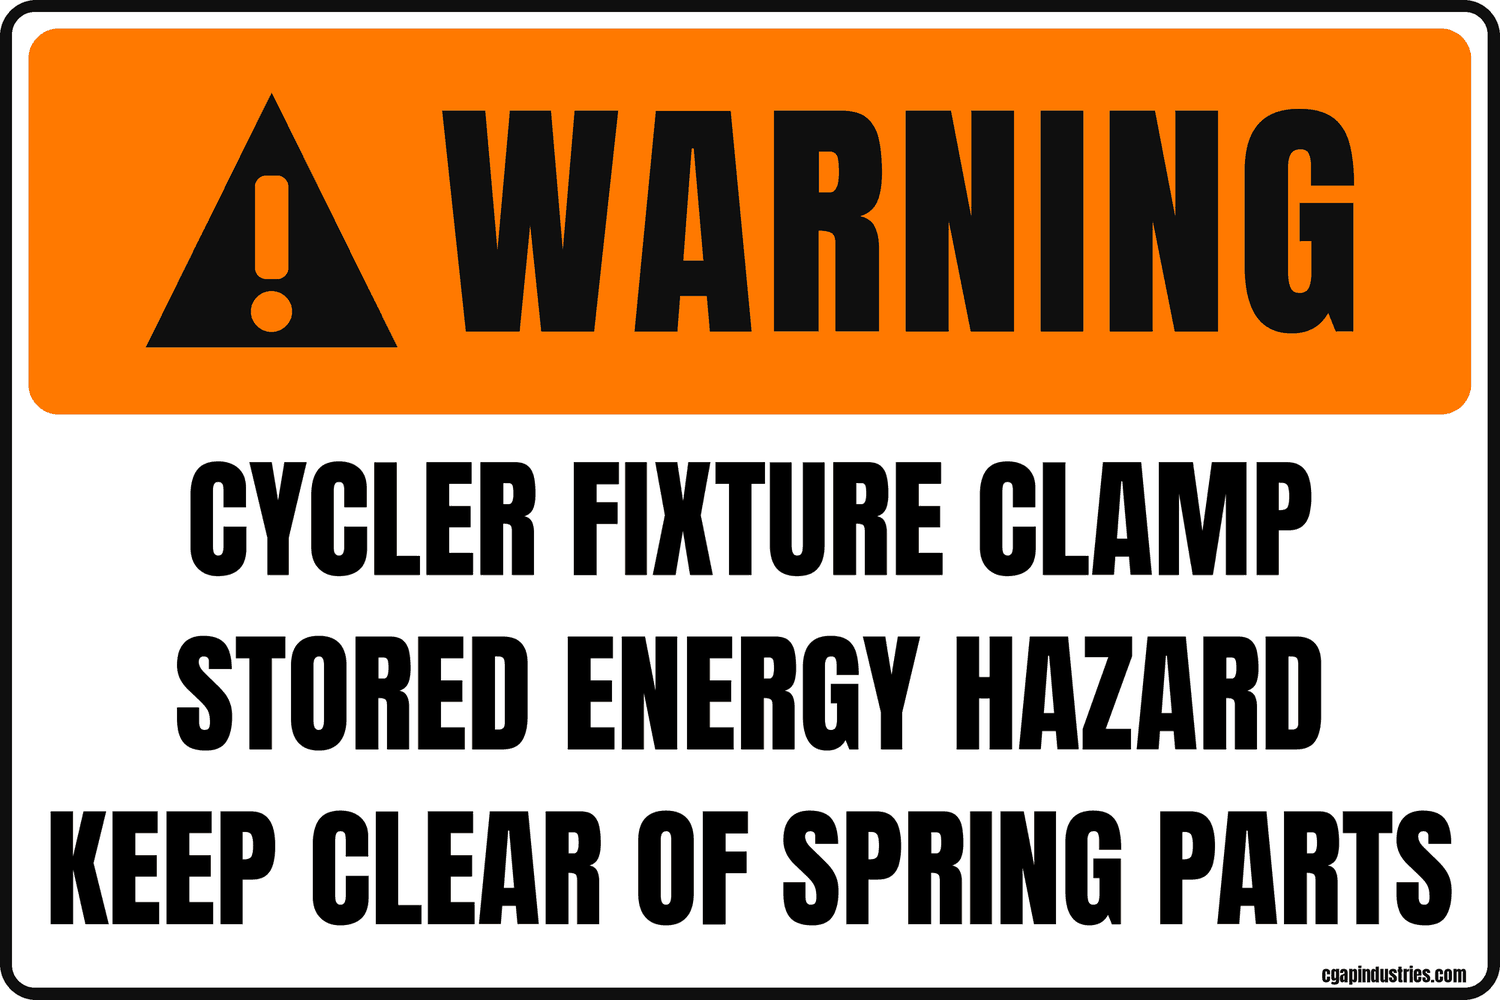 WARNING
CYCLER FIXTURE CLAMP
STORED ENERGY HAZARD
KEEP CLEAR OF SPRING PARTS
cgapindustries.com